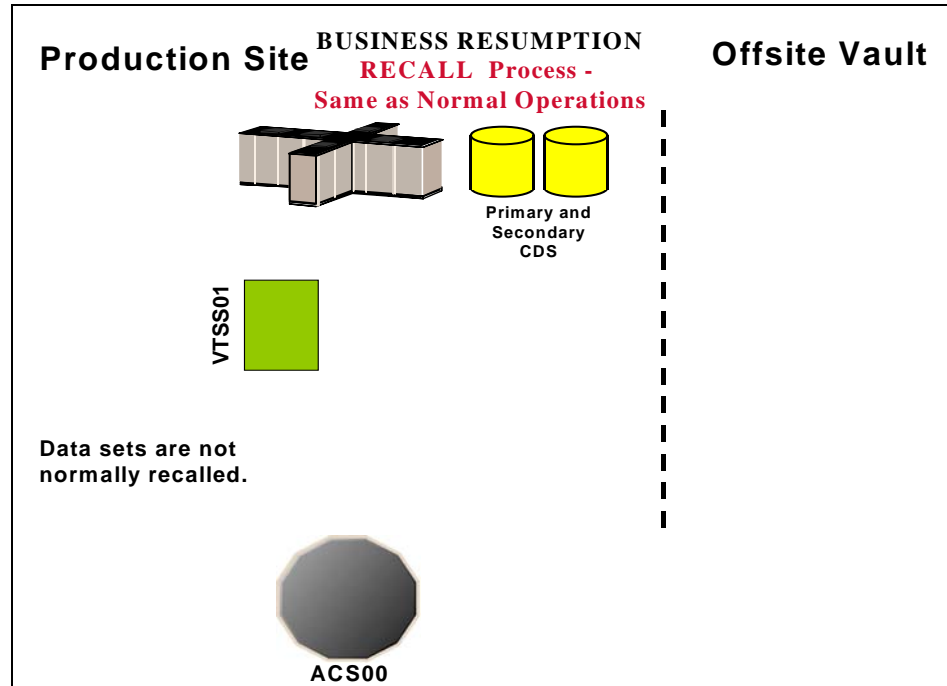 Production Site
BUSINESS RESUMPTION
RECALL Process -
Same as Normal Operations
Offsite Vault
Primary and
Secondary
CDS
VTSS01
Data sets are not
normally recalled.
ACS00